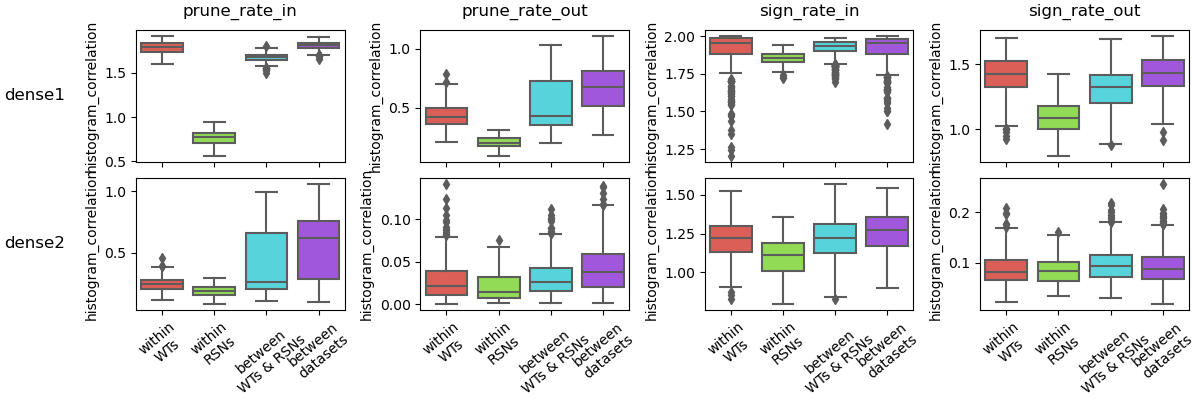 prune_rate_in
prune_rate_out
sign_rate_in
sign_rate_out
dense1
histogram_correlation
1.5
1.0
0.5
histogram_correlation
1.0
0.5
histogram_correlation
2.00
1.75
1.50
1.25
histogram_correlation
1.5
1.0
dense2
histogram_correlation
1.0
0.5
histogram_correlation
0.10
0.05
0.00
histogram_correlation
1.50
1.25
1.00
histogram_correlation
0.2
0.1
within
WTs
within
RSNs
between
WTs & RSNs
between
datasets
within
WTs
within
RSNs
between
WTs & RSNs
between
datasets
within
WTs
within
RSNs
between
WTs & RSNs
between
datasets
within
WTs
within
RSNs
between
WTs & RSNs
between
datasets